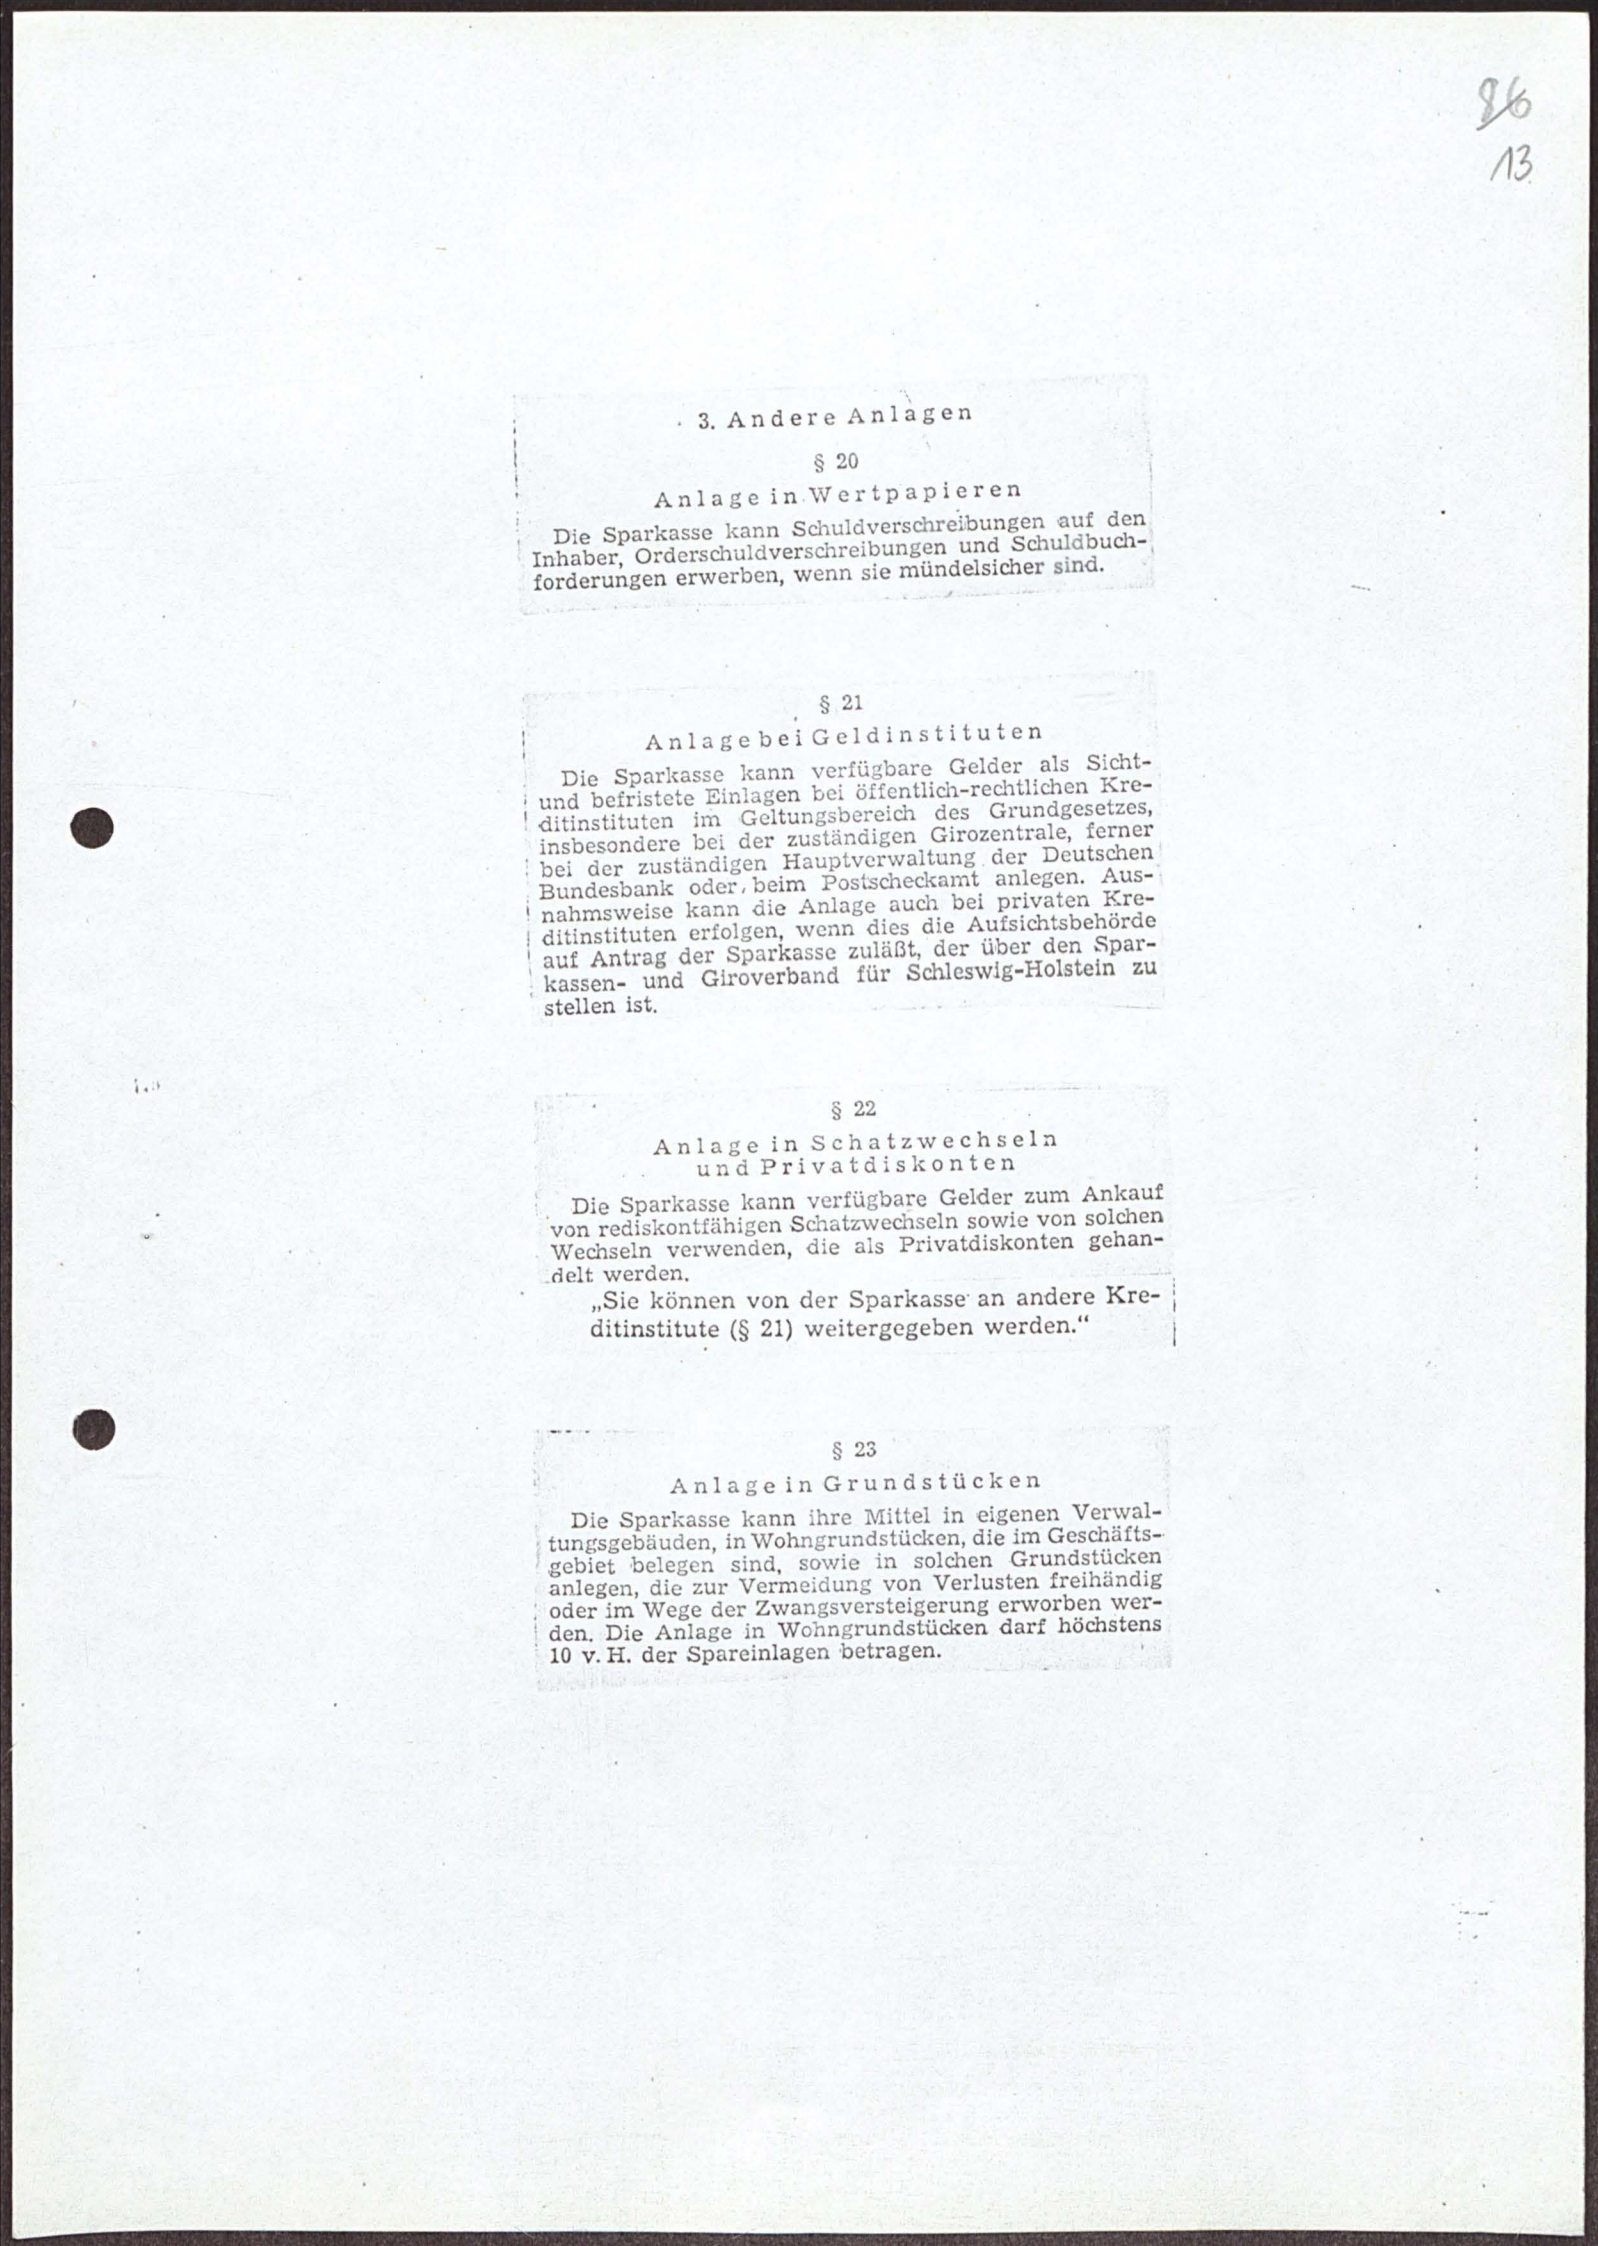 86
13
3. Andere Anlagen
§ 20
Anlage in Wertpapieren
Die Sparkasse kann Schuldverschreibungen auf den
Inhaber, Orderschuldverschreibungen und Schuldbuch-
forderungen erwerben, wenn sie mündelsicher sind.
§ 21
Anlage bei Geldinstituten
Die Sparkasse kann verfügbare Gelder als Sicht-
und befristete Einlagen bei öffentlich-rechtlichen Kre-
ditinstituten im Geltungsbereich des Grundgesetzes,
insbesondere bei der zuständigen Girozentrale, ferner
bei der zuständigen Hauptverwaltung der Deutschen
Bundesbank oder beim Postscheckamt anlegen. Aus-
nahmsweise kann die Anlage auch bei privaten Kre-
ditinstituten erfolgen, wenn dies die Aufsichtsbehörde
auf Antrag der Sparkasse zuläßt, der über den Spar-
kassen- und Giroverband für Schleswig-Holstein zu
stellen ist.
§ 22
Anlage in Schatzwechseln
und Privatdiskonten
Die Sparkasse kann verfügbare Gelder zum Ankauf
von rediskontfähigen Schatzwechseln sowie von solchen
Wechseln verwenden, die als Privatdiskonten gehan-
delt werden.
„Sie können von der Sparkasse an andere Kre-
ditinstitute (§ 21) weitergegeben werden.“
§ 23
Anlage in Grundstücken
Die Sparkasse kann ihre Mittel in eigenen Verwal-
tungsgebäuden, in Wohngrundstücken, die im Geschäfts-
gebiet belegen sind, sowie in solchen Grundstücken
anlegen, die zur Vermeidung von Verlusten freihändig
oder im Wege der Zwangsversteigerung erworben wer-
den. Die Anlage in Wohngrundstücken darf höchstens
10 v. H. der Spareinlagen betragen.